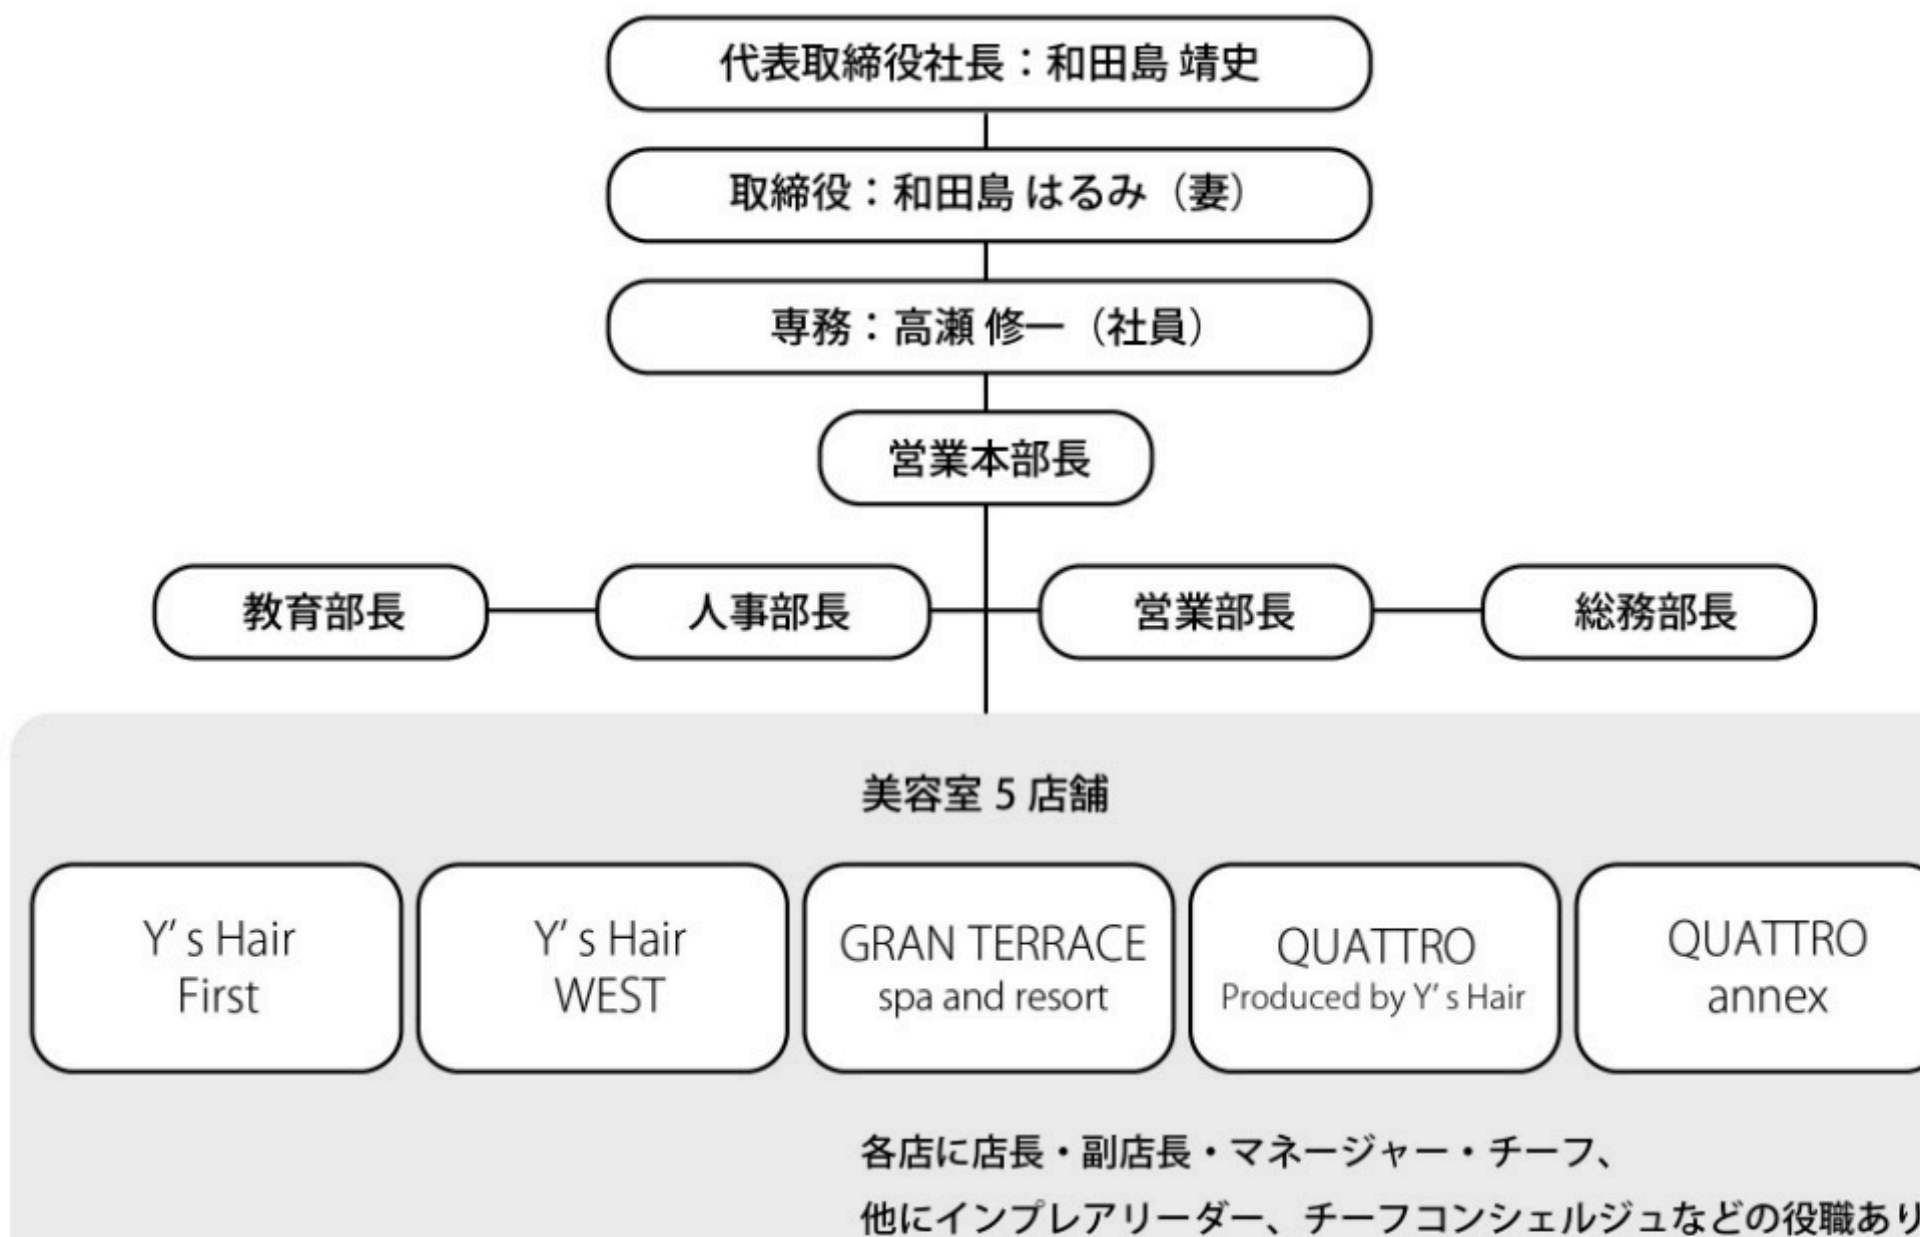 代表取締役社長：和田島 靖史
取締役：和田島 はるみ（妻）
専務：高瀬 修一（社員）
営業本部長
教育部長
人事部長
営業部長
総務部長
美容室 5 店舗
Y’ s Hair
First
Y’ s Hair
WEST
GRAN TERRACE
spa and resort
QUATTRO
Produced by Y’ s Hair
QUATTRO
annex
各店に店長・副店長・マネージャー・チーフ、
他にインプレアリーダー、チーフコンシェルジュなどの役職あり